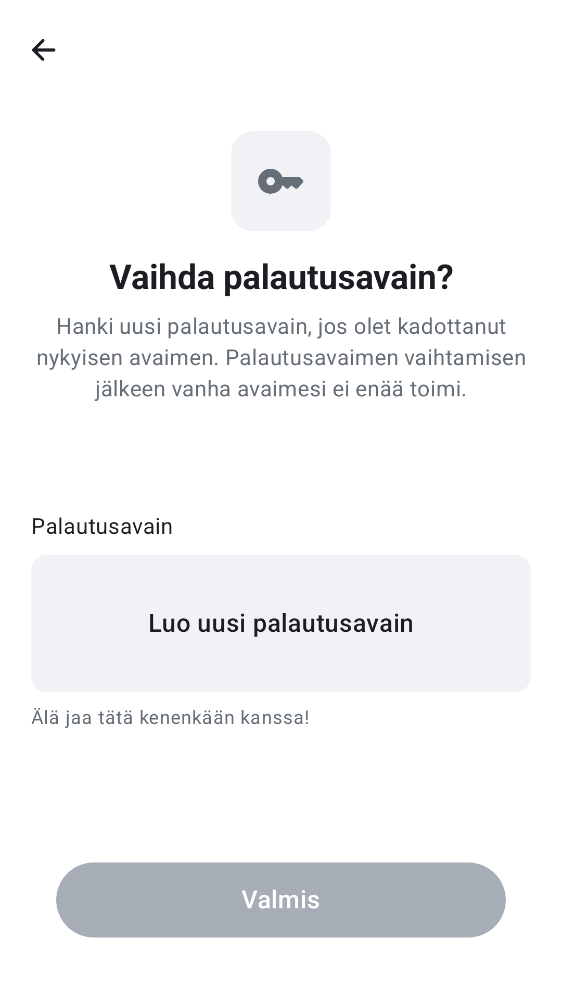 Vaihda palautusavain?
Hanki uusi palautusavain, jos olet kadottanut
nykyisen avaimen. Palautusavaimen vaihtamisen
jälkeen vanha avaimesi ei enää toimi.
Palautusavain
Luo uusi palautusavain
Älä jaa tätä kenenkään kanssa!
Valmis